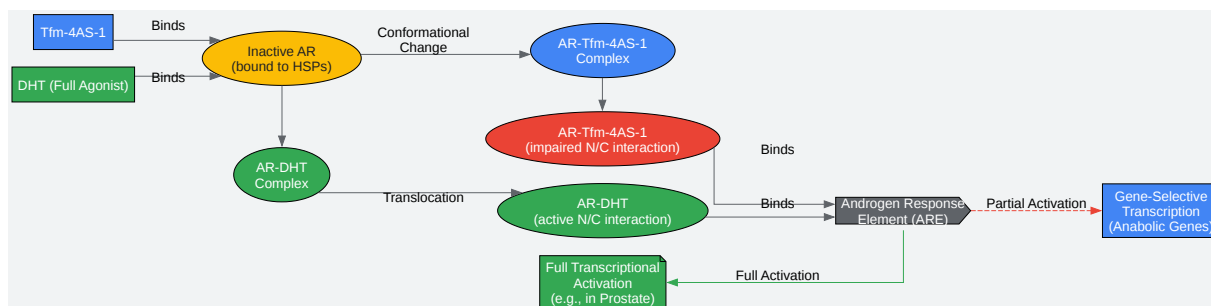 Tfm-4AS-1
Binds
DHT (Full Agonist)
Binds
Inactive AR
(bound to HSPs)
Conformational
Change
AR-Tfm-4AS-1
Complex
AR-Tfm-4AS-1
(impaired N/C interaction)
Binds
AR-DHT
Complex
Translocation
AR-DHT
(active N/C interaction)
Binds
Androgen Response
Element (ARE)
Partial Activation
Gene-Selective
Transcription
(Anabolic Genes)
Full Activation
Full Transcriptional
Activation
(e.g., in Prostate)